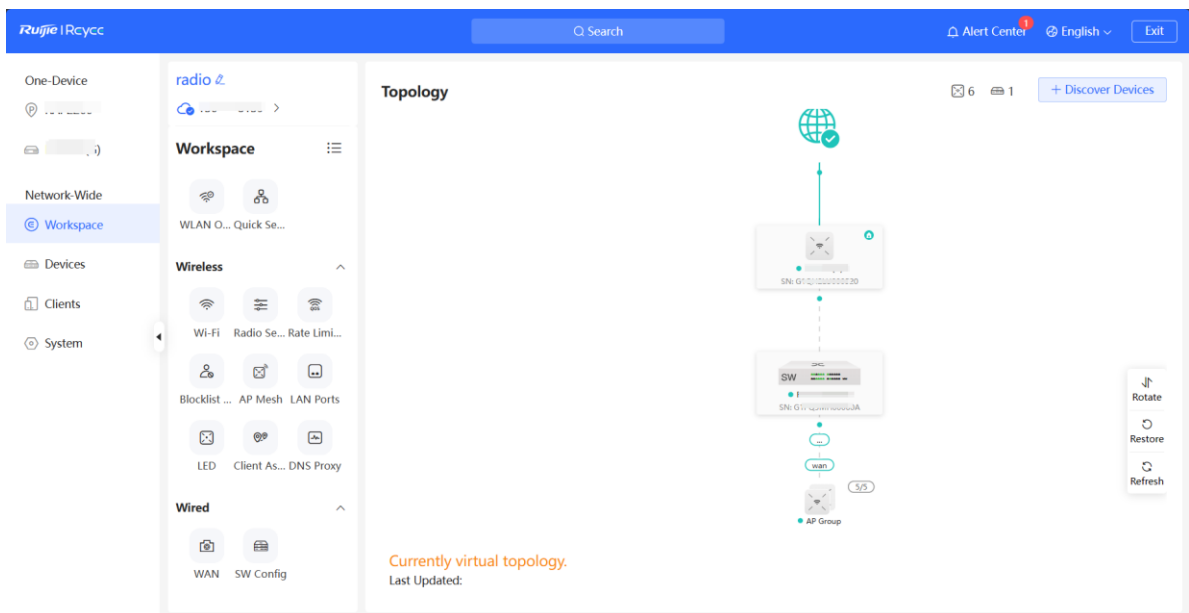 Ruijie | Rcycc
Search
1
Alert Center
English
Exit
One-Device
Network-Wide
Workspace
Devices
Clients
System
radio
Workspace
WLAN O... Quick Se...
Wireless
Wi-Fi Radio Se... Rate Limi...
Blocklist ... AP Mesh LAN Ports
LED Client As... DNS Proxy
Wired
WAN SW Config
Topology
6 1
+ Discover Devices
SN:
SW
SN:
...
wan
5/5
AP Group
Rotate
Restore
Refresh
Currently virtual topology.
Last Updated: